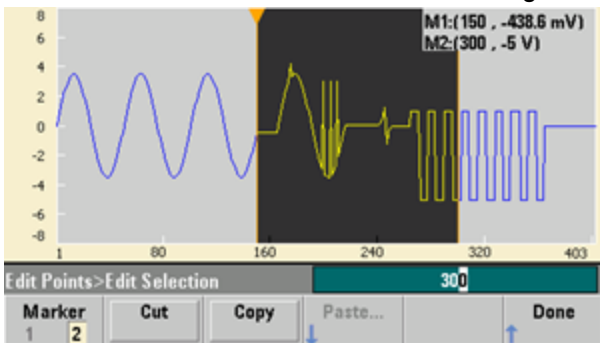 M1:(150 , -438.6 mV)
M2:(300 , -5 V)
8
6
4
2
0
-2
-4
-6
-8
1 80 160 240 320 403
Edit Points>Edit Selection 300
Marker Cut Copy Paste... Done
1 2